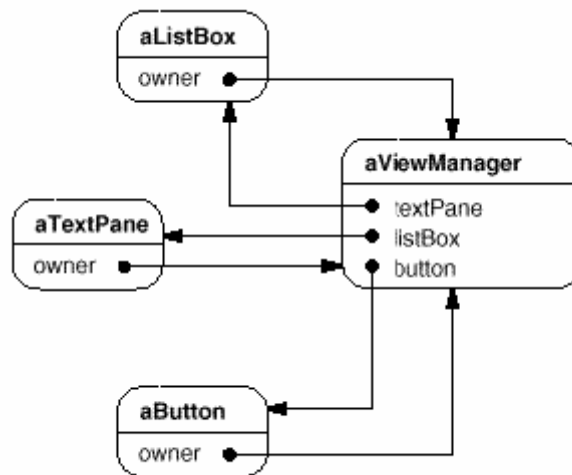 aListBox
owner
aViewManager
textPane
listBox
button
aTextPane
owner
aButton
owner